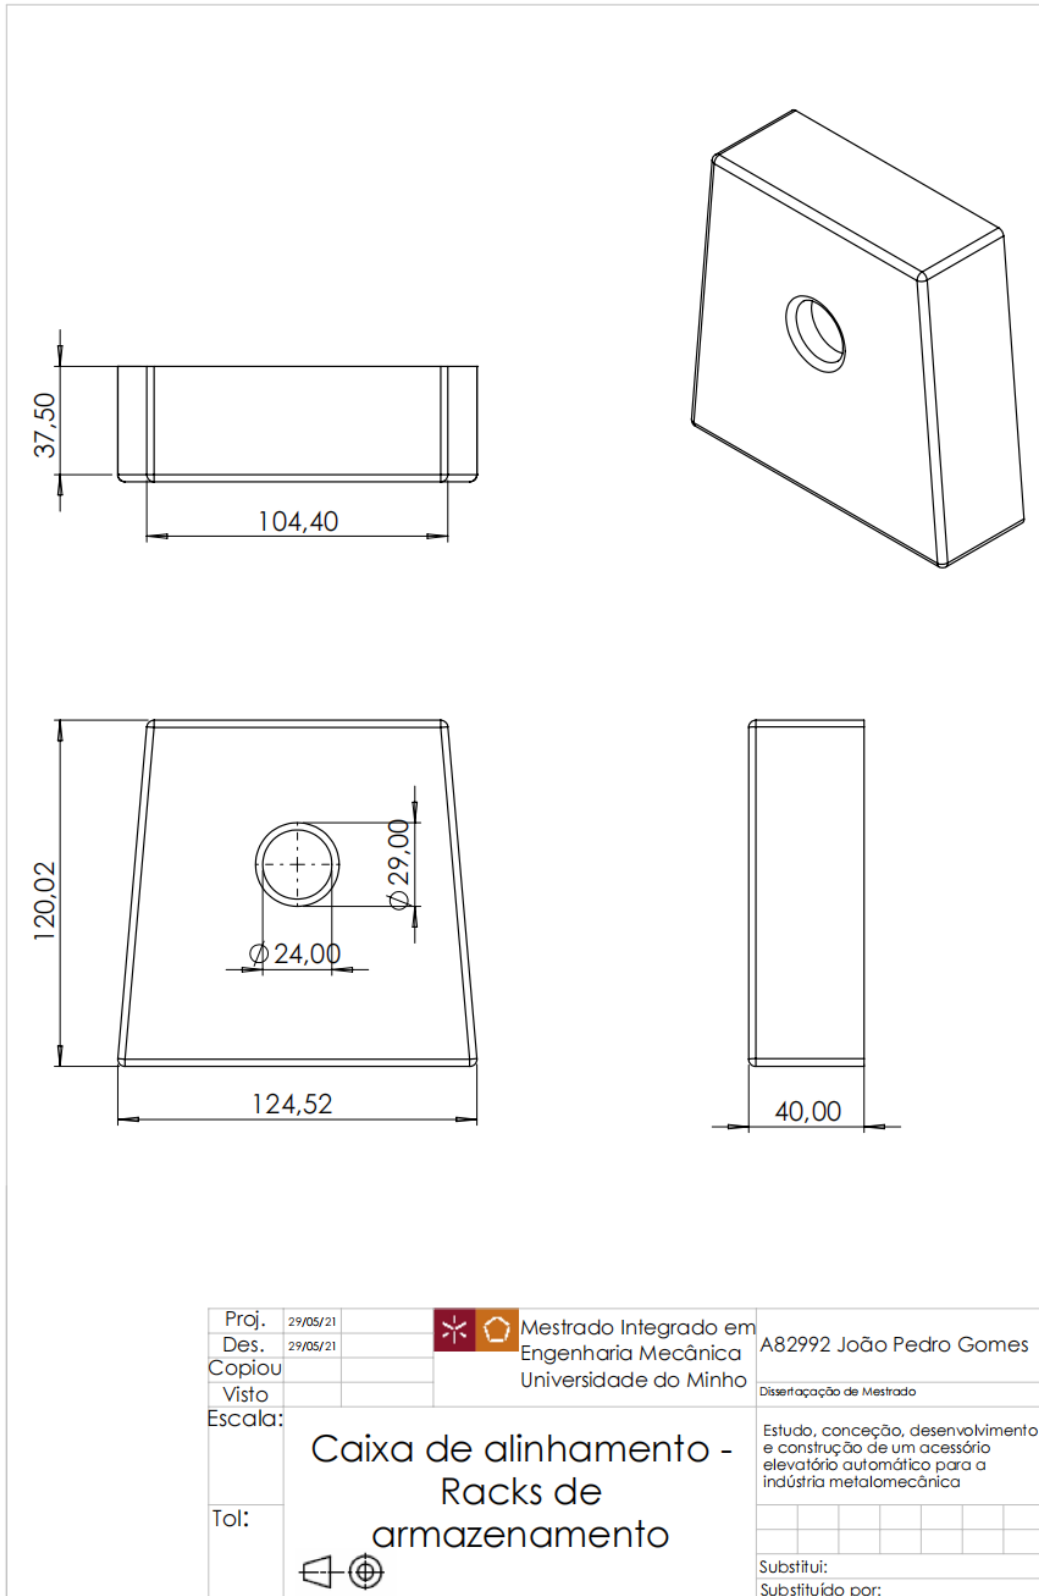 37,50
104,40
120,02
Ø29,00
Ø24,00
124,52
40,00
Proj. 29/05/21
Des. 29/05/21
Copiou
Visto
Mestrado Integrado em
Engenharia Mecânica
Universidade do Minho
A82992 João Pedro Gomes
Dissertaçação de Mestrado
Escala:
Caixa de alinhamento -
Racks de
armazenamento
Estudo, conceção, desenvolvimento
e construção de um acessório
elevatório automático para a
indústria metalomecânica
Tol:
Substitui:
Substituído por: